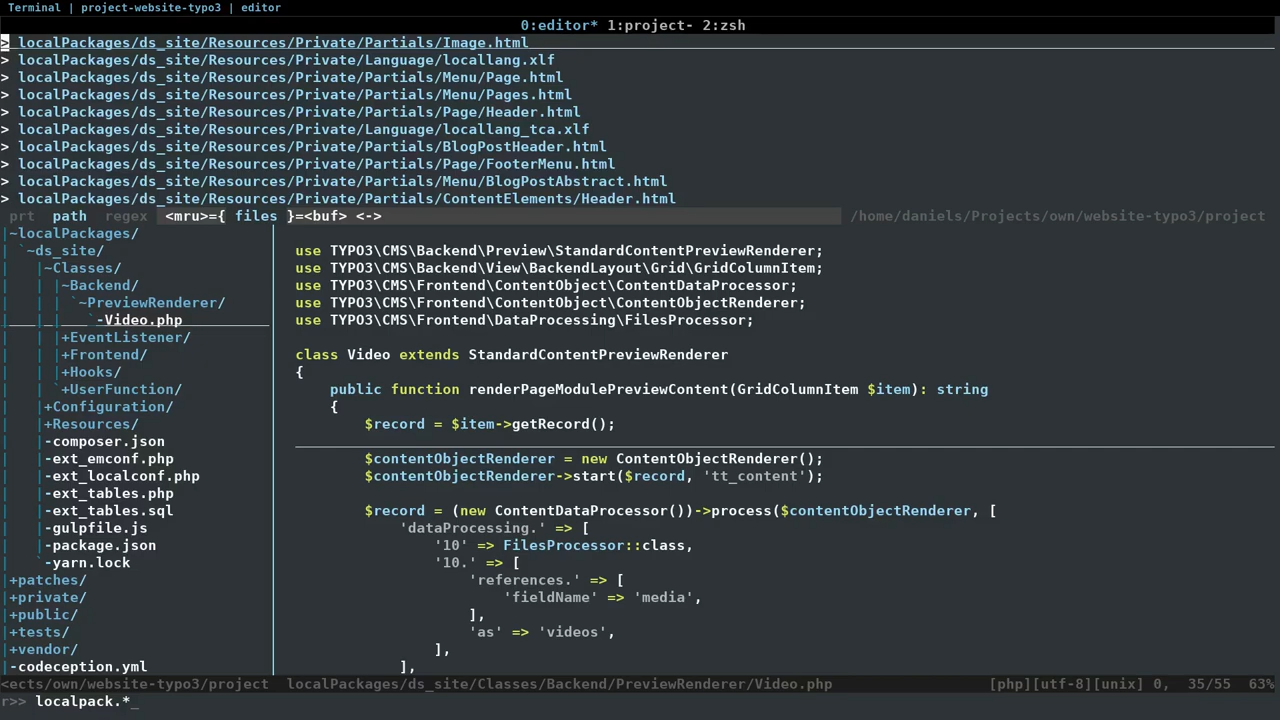 Terminal | project-website-typo3 | editor
0:editor* 1:project- 2:zsh
> localPackages/ds_site/Resources/Private/Partials/Image.html
> localPackages/ds_site/Resources/Private/Language/locallang.xlf
> localPackages/ds_site/Resources/Private/Partials/Menu/Page.html
> localPackages/ds_site/Resources/Private/Partials/Menu/Pages.html
> localPackages/ds_site/Resources/Private/Partials/Page/Header.html
> localPackages/ds_site/Resources/Private/Language/locallang_tca.xlf
> localPackages/ds_site/Resources/Private/Partials/BlogPostHeader.html
> localPackages/ds_site/Resources/Private/Partials/Page/FooterMenu.html
> localPackages/ds_site/Resources/Private/Partials/Menu/BlogPostAbstract.html
> localPackages/ds_site/Resources/Private/Partials/ContentElements/Header.html
prt path regex <mru>={ files }=<buf> <-> /home/daniels/Projects/own/website-typo3/project
|~localPackages/
| `~ds_site/
|   |~Classes/
|   | |~Backend/
|   | | `~PreviewRenderer/
|   | |   `-Video.php
|   | |+EventListener/
|   | |+Frontend/
|   | |+Hooks/
|   | `+UserFunction/
|   |+Configuration/
|   |+Resources/
|   |-composer.json
|   |-ext_emconf.php
|   |-ext_localconf.php
|   |-ext_tables.php
|   |-ext_tables.sql
|   |-gulpfile.js
|   |-package.json
|   `-yarn.lock
|+patches/
|+private/
|+public/
|+tests/
|+vendor/
|-codeception.yml
use TYPO3\CMS\Backend\Preview\StandardContentPreviewRenderer;
use TYPO3\CMS\Backend\View\BackendLayout\Grid\GridColumnItem;
use TYPO3\CMS\Frontend\ContentObject\ContentDataProcessor;
use TYPO3\CMS\Frontend\ContentObject\ContentObjectRenderer;
use TYPO3\CMS\Frontend\DataProcessing\FilesProcessor;
class Video extends StandardContentPreviewRenderer
{
    public function renderPageModulePreviewContent(GridColumnItem $item): string
    {
        $record = $item->getRecord();
        $contentObjectRenderer = new ContentObjectRenderer();
        $contentObjectRenderer->start($record, 'tt_content');
        $record = (new ContentDataProcessor())->process($contentObjectRenderer, [
            'dataProcessing.' => [
                '10' => FilesProcessor::class,
                '10.' => [
                    'references.' => [
                        'fieldName' => 'media',
                    ],
                    'as' => 'videos',
                ],
            ],
<ects/own/website-typo3/project localPackages/ds_site/Classes/Backend/PreviewRenderer/Video.php [php][utf-8][unix] 0, 35/55 63%
r>> localpack.*_